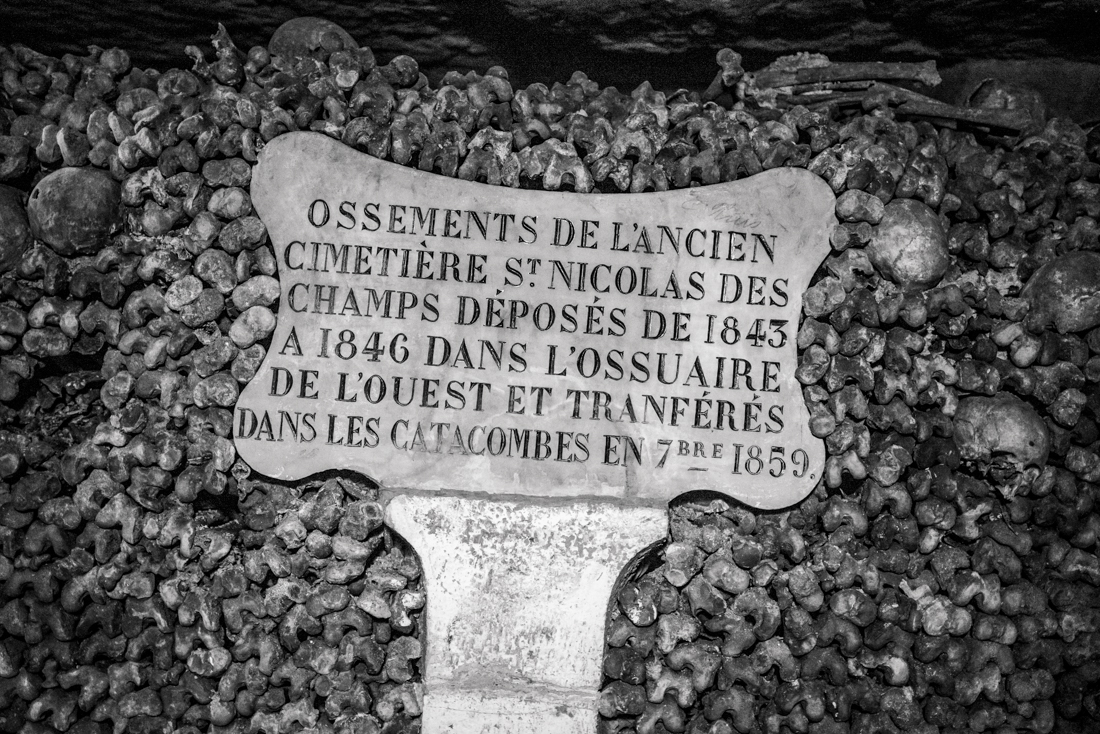 OSSEMENTS DE L'ANCIEN
CIMETIÈRE ST. NICOLAS DES
CHAMPS DÉPOSÉS DE 1843
A 1846 DANS L'OSSUAIRE
DE L'OUEST ET TRANFÉRÉS
DANS LES CATACOMBES EN 7BRE 1859.